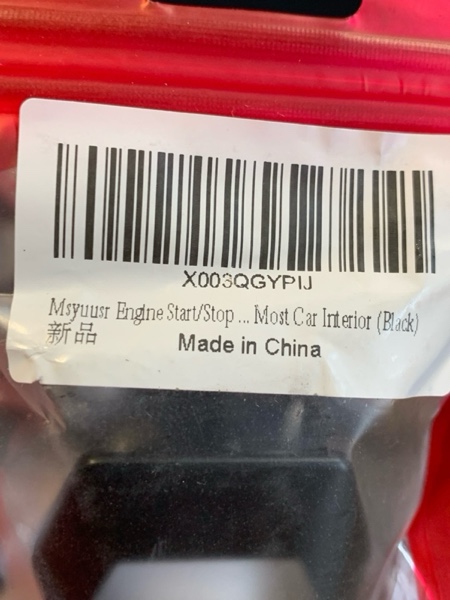 X003QGYPIJ
Msyuusr Engine Start/Stop ... Most Car Interior (Black)
新品
Made in China